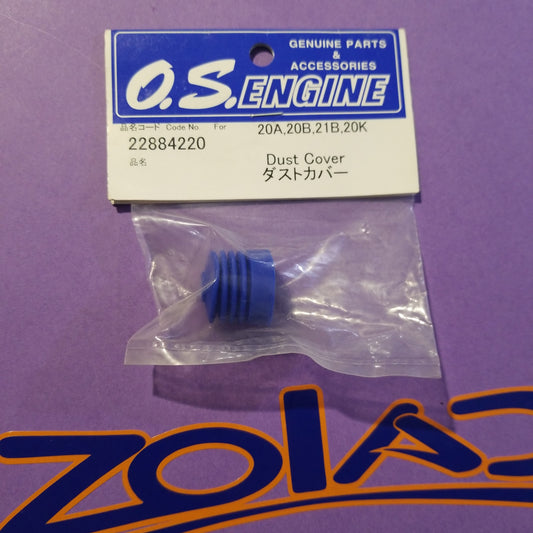 GENUINE PARTS
&
ACCESSORIES
O.S.ENGINE
品名コード Code No. For 20A,20B,21B,20K
22884220
品名 Dust Cover
ダストカバー